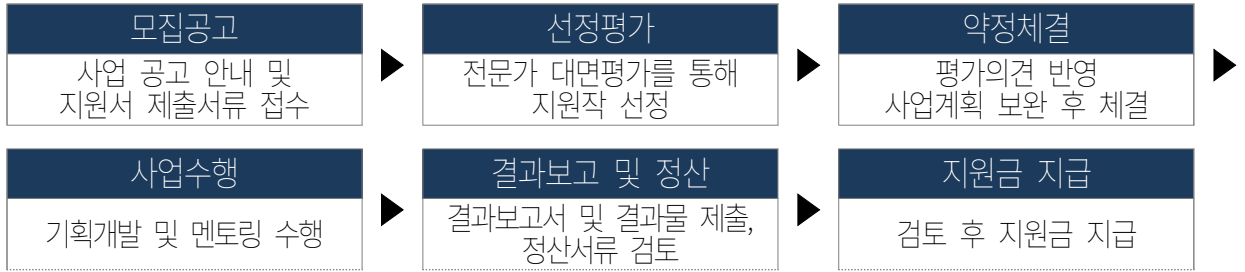 모집공고
사업 공고 안내 및
지원서 제출서류 접수
선정평가
전문가 대면평가를 통해
지원작 선정
약정체결
평가의견 반영
사업계획 보완 후 체결
사업수행
기획개발 및 멘토링 수행
결과보고 및 정산
결과보고서 및 결과물 제출,
정산서류 검토
지원금 지급
검토 후 지원금 지급